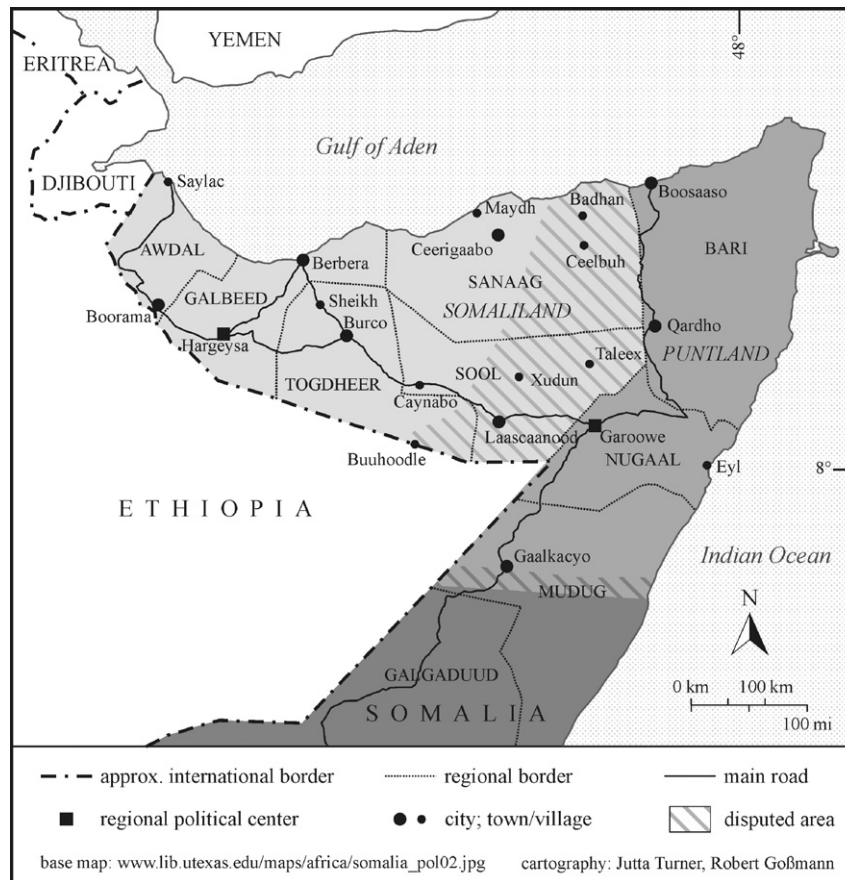 YEMEN
48°
ERITREA
Gulf of Aden
DJIBOUTI
Saylac
Boosaaso
Maydh
Badhan
AWDAL
Ceerigaabo
BARI
Berbera
Ceelbuh
SANAAG
GALBEED
Sheikh
SOMALILAND
Boorama
Burco
Qardho
Hargeysa
Taleex
PUNTLAND
TOGDHEER
SOOL
Xudun
Caynabo
Laascaanood
Garoowe
Buuhoodle
NUGAAL
Eyl
8°
ETHIOPIA
Indian Ocean
Gaalkacyo
MUDUG
N
GALGADUUD
0 km 100 km
SOMALIA
100 mi
approx. international border
regional border
main road
regional political center
city; town/village
disputed area
base map: www.lib.utexas.edu/maps/africa/somalia_pol02.jpg
cartography: Jutta Turner, Robert Goßmann